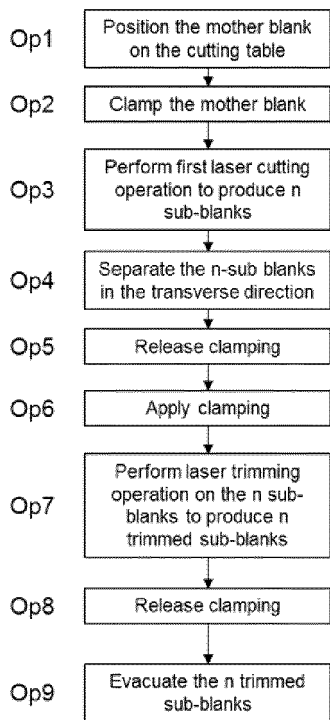 Op1
Position the mother blank
on the cutting table
Op2
Clamp the mother blank
Op3
Perform first laser cutting
operation to produce n
sub-blanks
Op4
Separate the n-sub blanks
in the transverse direction
Op5
Release clamping
Op6
Apply clamping
Op7
Perform laser trimming
operation on the n sub-
blanks to produce n
trimmed sub-blanks
Op8
Release clamping
Op9
Evacuate the n trimmed
sub-blanks